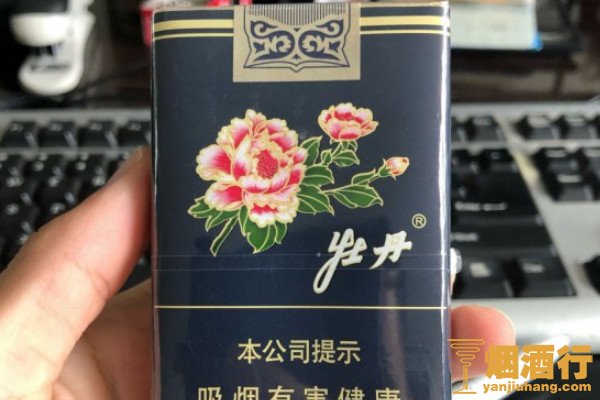 牡丹®
本公司提示
吸烟有害健康
烟酒行
yanjiuhang.com